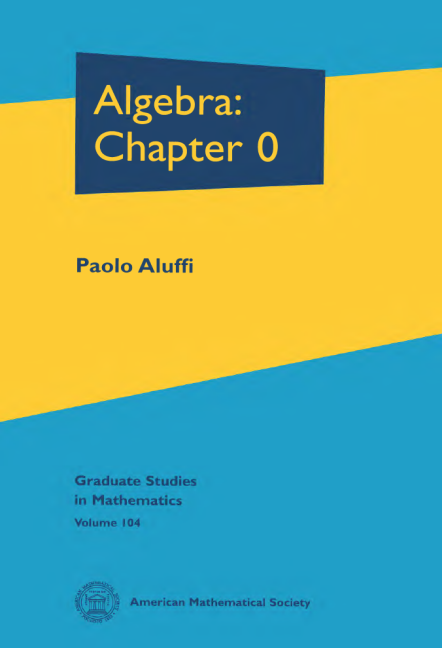 Algebra:
Chapter 0
Paolo Aluffi
Graduate Studies
in Mathematics
Volume 104
American Mathematical Society